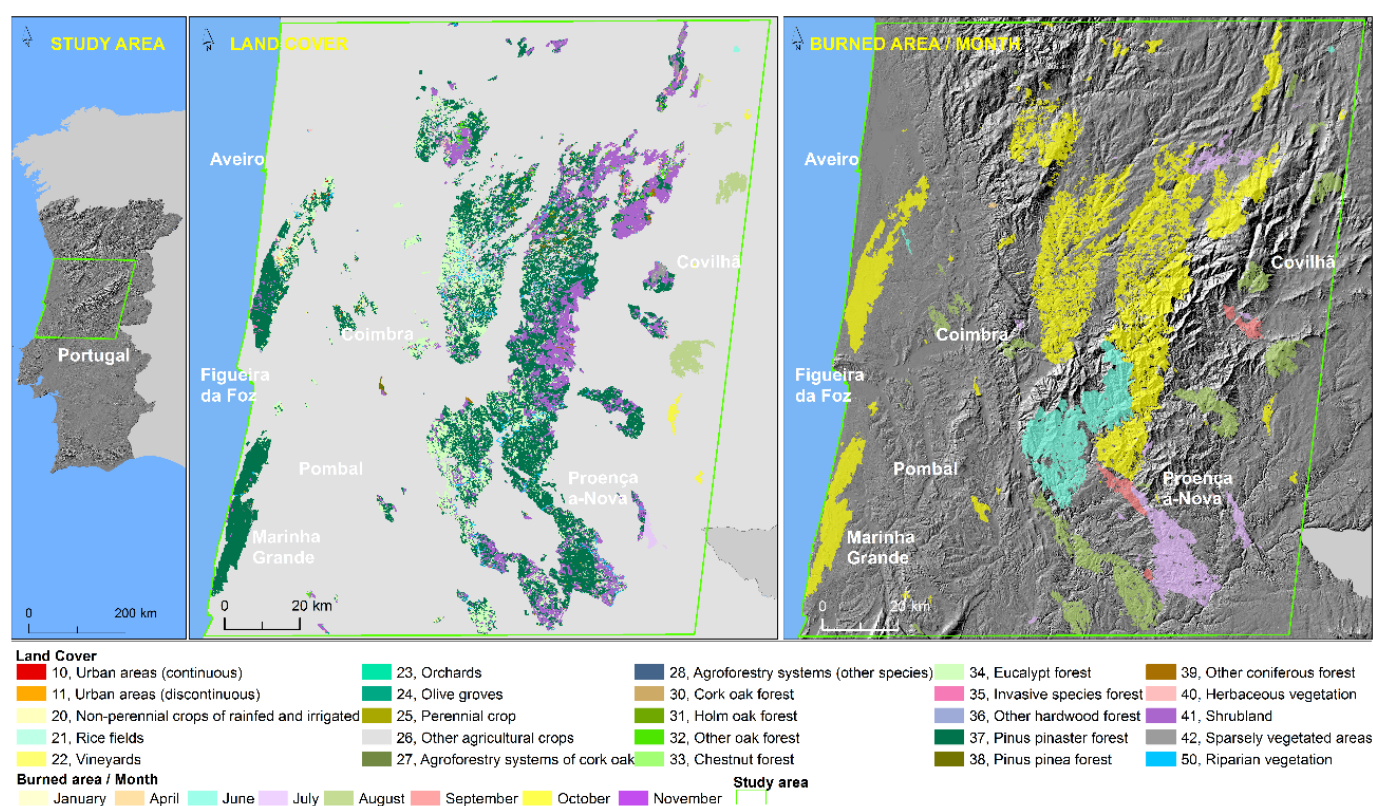 STUDY AREA
N
Portugal
0 200 km
LAND COVER
N
Aveiro
Covilhã
Coimbra
Figueira
da Foz
Pombal
Proença
a-Nova
Marinha
Grande
0 20 km
BURNED AREA / MONTH
N
Aveiro
Covilhã
Coimbra
Figueira
da Foz
Pombal
Proença
a-Nova
Marinha
Grande
0 20 km
Land Cover
10, Urban areas (continuous)
11, Urban areas (discontinuous)
20, Non-perennial crops of rainfed and irrigated
21, Rice fields
22, Vineyards
23, Orchards
24, Olive groves
25, Perennial crop
26, Other agricultural crops
27, Agroforestry systems of cork oak
28, Agroforestry systems (other species)
30, Cork oak forest
31, Holm oak forest
32, Other oak forest
33, Chestnut forest
34, Eucalypt forest
35, Invasive species forest
36, Other hardwood forest
37, Pinus pinaster forest
38, Pinus pinea forest
39, Other coniferous forest
40, Herbaceous vegetation
41, Shrubland
42, Sparsely vegetated areas
50, Riparian vegetation
Burned area / Month
January April June July August September October November
Study area